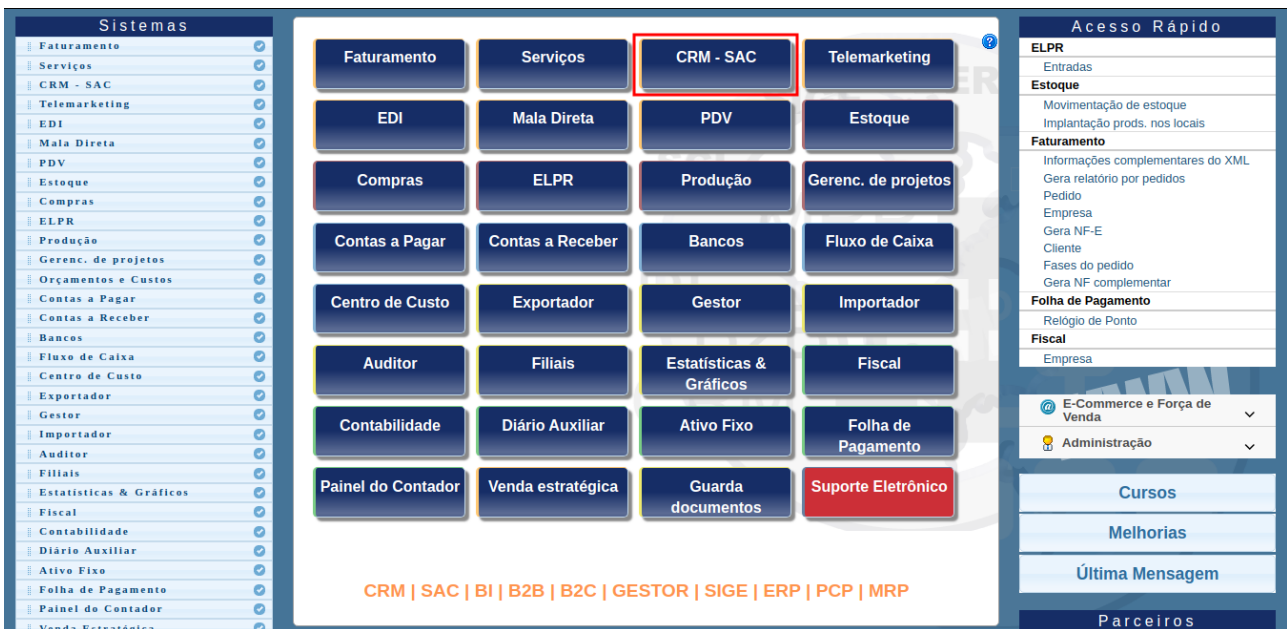 Sistemas
Faturamento
Serviços
CRM - SAC
Telemarketing
EDI
Mala Direta
PDV
Estoque
Compras
ELPR
Produção
Gerenc. de projetos
Orçamentos e Custos
Contas a Pagar
Contas a Receber
Bancos
Fluxo de Caixa
Centro de Custo
Exportador
Gestor
Importador
Auditor
Filiais
Estatísticas & Gráficos
Fiscal
Contabilidade
Diário Auxiliar
Ativo Fixo
Folha de Pagamento
Painel do Contador
Venda Estratégica
Faturamento
Serviços
CRM - SAC
Telemarketing
EDI
Mala Direta
PDV
Estoque
Compras
ELPR
Produção
Gerenc. de projetos
Contas a Pagar
Contas a Receber
Bancos
Fluxo de Caixa
Centro de Custo
Exportador
Gestor
Importador
Auditor
Filiais
Estatísticas &
Gráficos
Fiscal
Contabilidade
Diário Auxiliar
Ativo Fixo
Folha de
Pagamento
Painel do Contador
Venda estratégica
Guarda
documentos
Suporte Eletrônico
CRM | SAC | BI | B2B | B2C | GESTOR | SIGE | ERP | PCP | MRP
Acesso Rápido
ELPR
Entradas
Estoque
Movimentação de estoque
Implantação prods. nos locais
Faturamento
Informações complementares do XML
Gera relatório por pedidos
Pedido
Empresa
Gera NF-E
Cliente
Fases do pedido
Gera NF complementar
Folha de Pagamento
Relógio de Ponto
Fiscal
Empresa
E-Commerce e Força de
Venda
Administração
Cursos
Melhorias
Última Mensagem
Parceiros